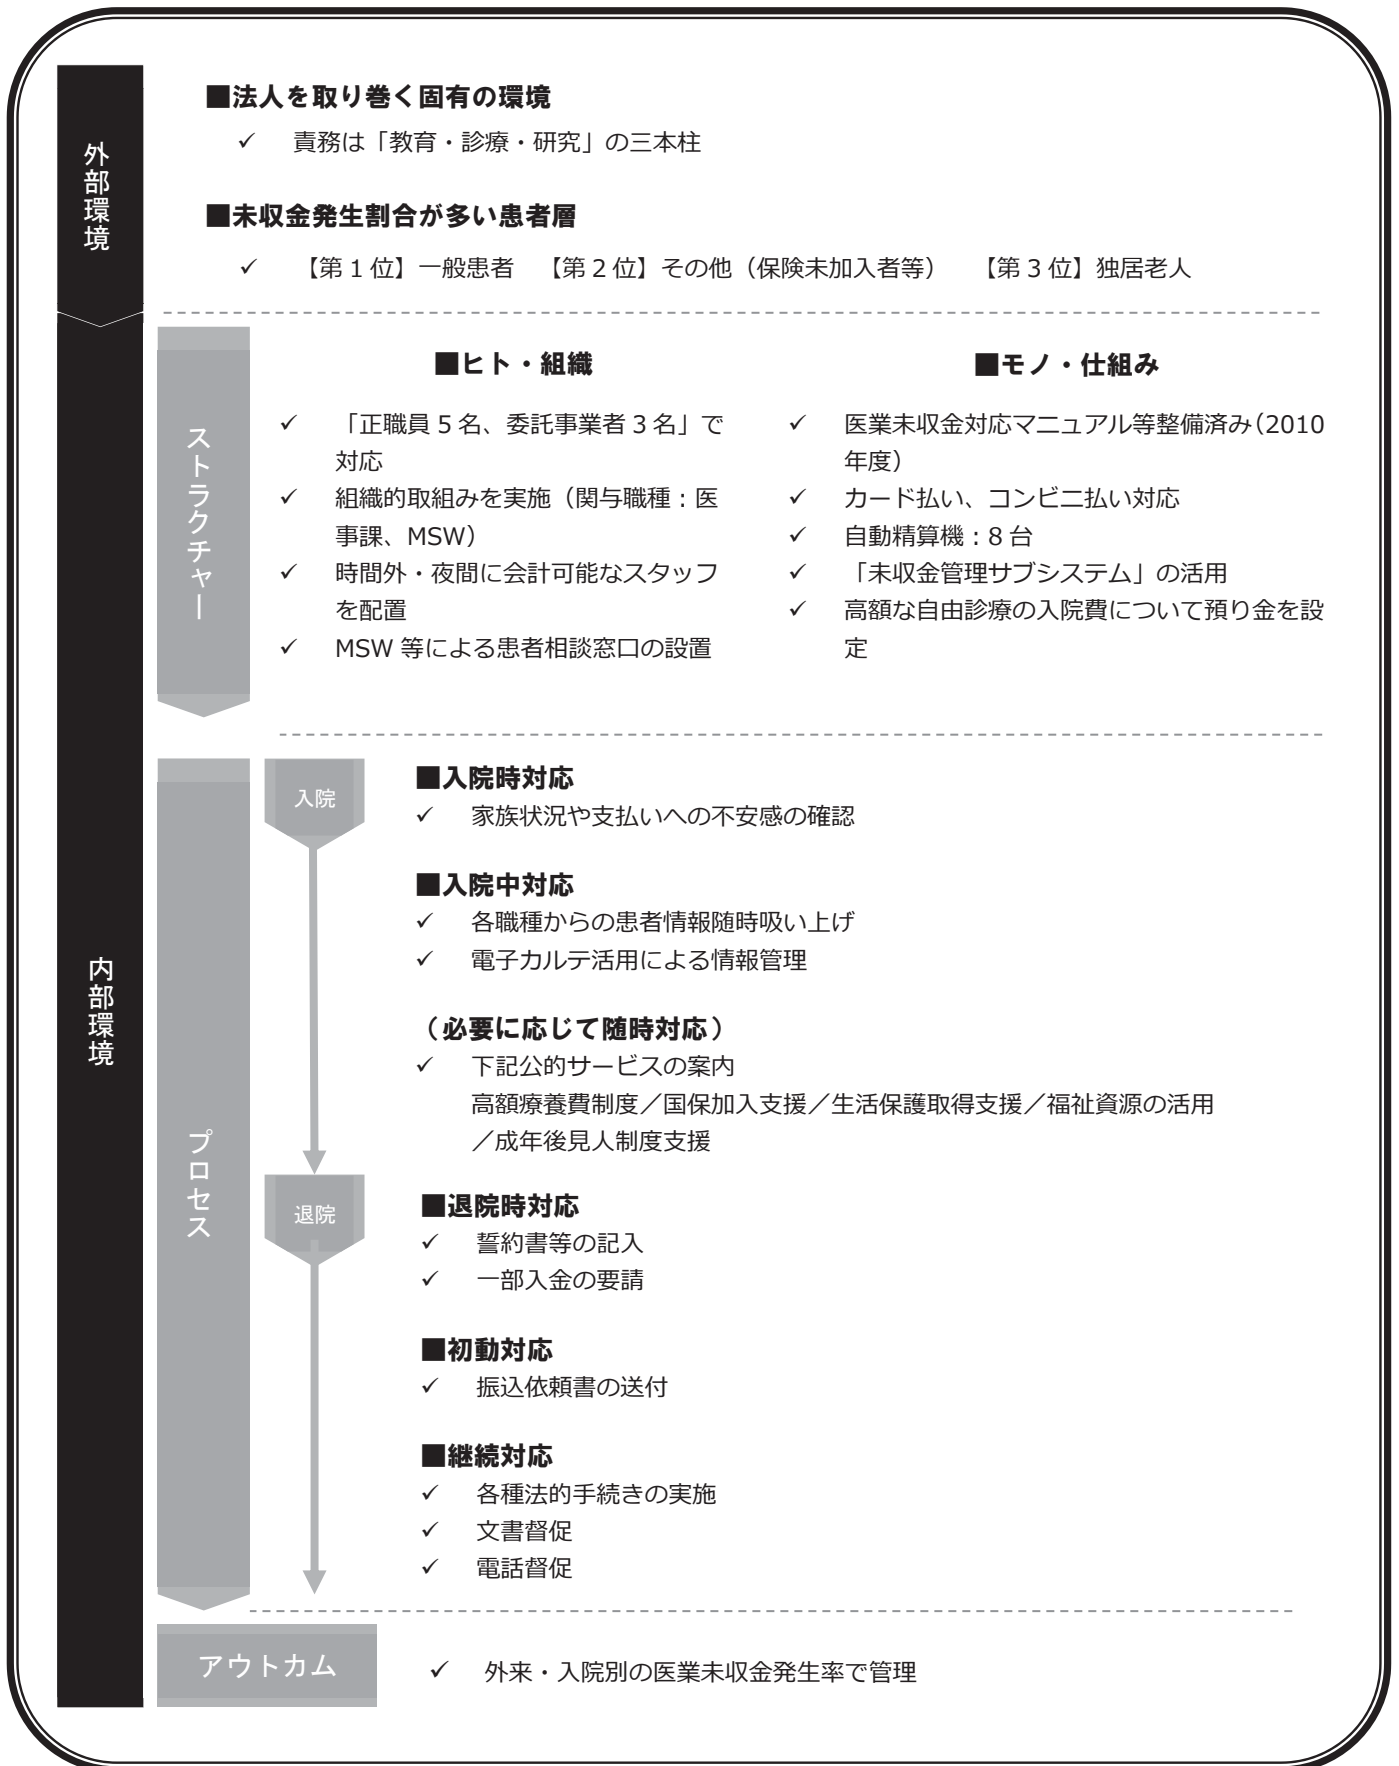 外部環境
■法人を取り巻く固有の環境
✓ 責務は「教育・診療・研究」の三本柱
■未収金発生割合が多い患者層
✓ 【第1位】一般患者 【第2位】その他（保険未加入者等） 【第3位】独居老人
内部環境
ストラクチャー
■ヒト・組織
✓ 「正職員5名、委託事業者3名」で
対応
✓ 組織的取組みを実施（関与職種：医
事課、MSW）
✓ 時間外・夜間に会計可能なスタッフ
を配置
✓ MSW 等による患者相談窓口の設置
■モノ・仕組み
✓ 医業未収金対応マニュアル等整備済み（2010
年度）
✓ カード払い、コンビニ払い対応
✓ 自動精算機：8台
✓ 「未収金管理サブシステム」の活用
✓ 高額な自由診療の入院費について預り金を設
定
プロセス
入院
■入院時対応
✓ 家族状況や支払いへの不安感の確認
■入院中対応
✓ 各職種からの患者情報随時吸い上げ
✓ 電子カルテ活用による情報管理
（必要に応じて随時対応）
✓ 下記公的サービスの案内
高額療養費制度／国保加入支援／生活保護取得支援／福祉資源の活用
／成年後見人制度支援
退院
■退院時対応
✓ 誓約書等の記入
✓ 一部入金の要請
■初動対応
✓ 振込依頼書の送付
■継続対応
✓ 各種法的手続きの実施
✓ 文書督促
✓ 電話督促
アウトカム
✓ 外来・入院別の医業未収金発生率で管理